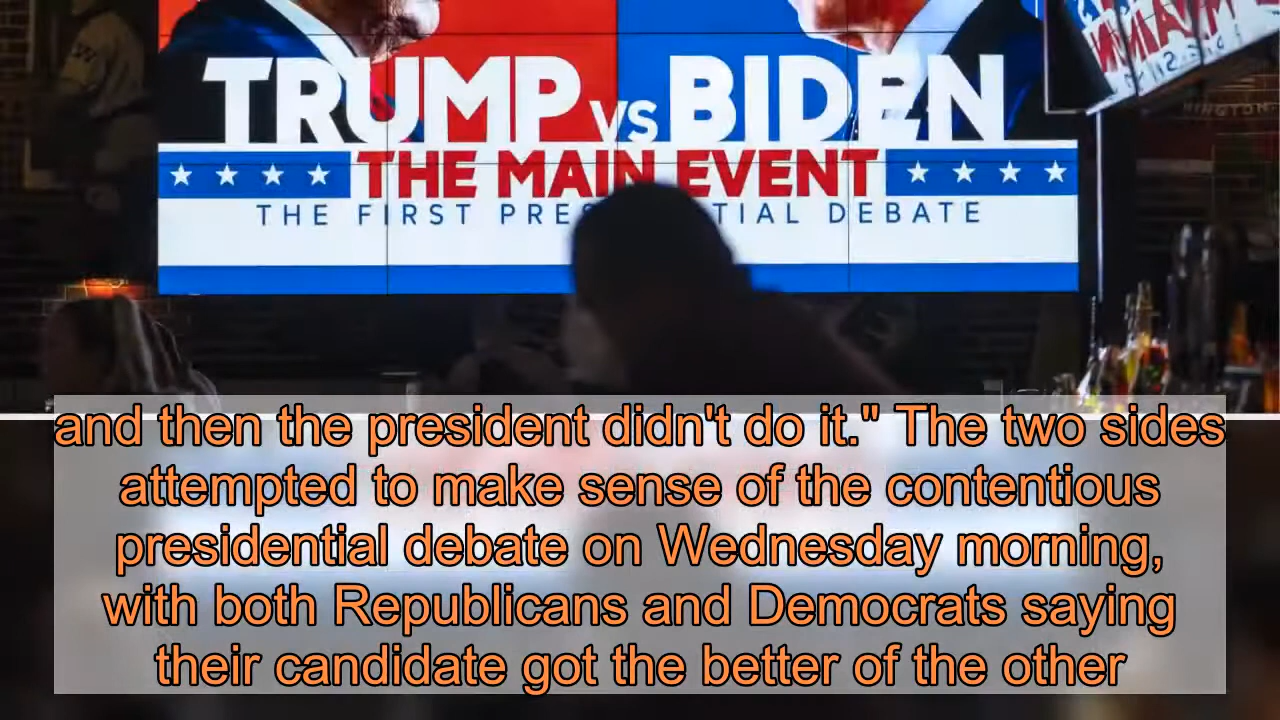 TRUMP VS BIDEN
THE MAIN EVENT
THE FIRST PRES TIAL DEBATE
and then the president didn't do it." The two sides
attempted to make sense of the contentious
presidential debate on Wednesday morning,
with both Republicans and Democrats saying
their candidate got the better of the other